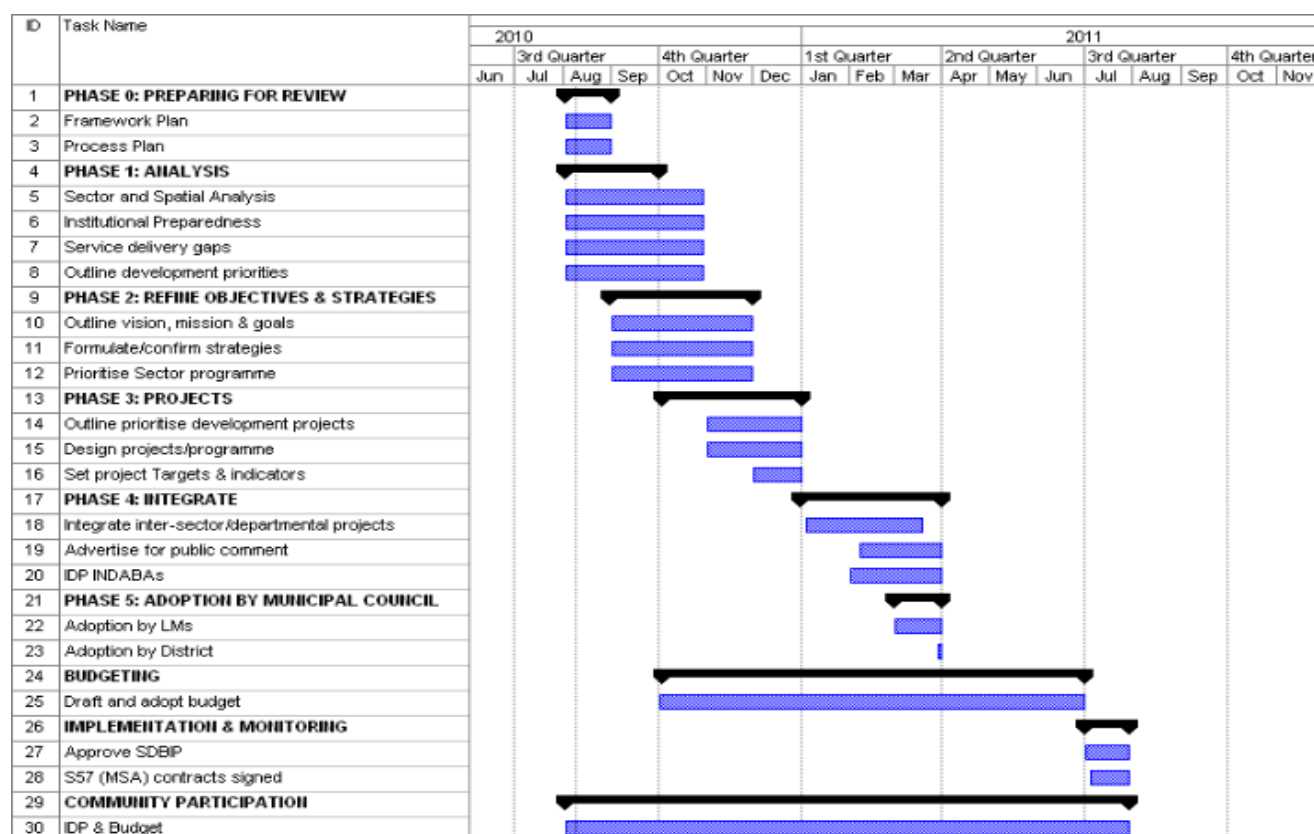 ID Task Name
2010 2011
3rd Quarter 4th Quarter 1st Quarter 2nd Quarter 3rd Quarter 4th Quarter
Jun Jul Aug Sep Oct Nov Dec Jan Feb Mar Apr May Jun Jul Aug Sep Oct Nov
1 PHASE 0: PREPARING FOR REVIEW
2 Framework Plan
3 Process Plan
4 PHASE 1: ANALYSIS
5 Sector and Spatial Analysis
6 Institutional Preparedness
7 Service delivery gaps
8 Outline development priorities
9 PHASE 2: REFINE OBJECTIVES & STRATEGIES
10 Outline vision, mission & goals
11 Formulate/confirm strategies
12 Prioritise Sector programme
13 PHASE 3: PROJECTS
14 Outline prioritise development projects
15 Design projects/programme
16 Set project Targets & indicators
17 PHASE 4: INTEGRATE
18 Integrate inter-sector/departmental projects
19 Advertise for public comment
20 IDP INDABAs
21 PHASE 5: ADOPTION BY MUNICIPAL COUNCIL
22 Adoption by LMs
23 Adoption by District
24 BUDGETING
25 Draft and adopt budget
26 IMPLEMENTATION & MONITORING
27 Approve SDBIP
28 S57 (MSA) contracts signed
29 COMMUNITY PARTICIPATION
30 IDP & Budget